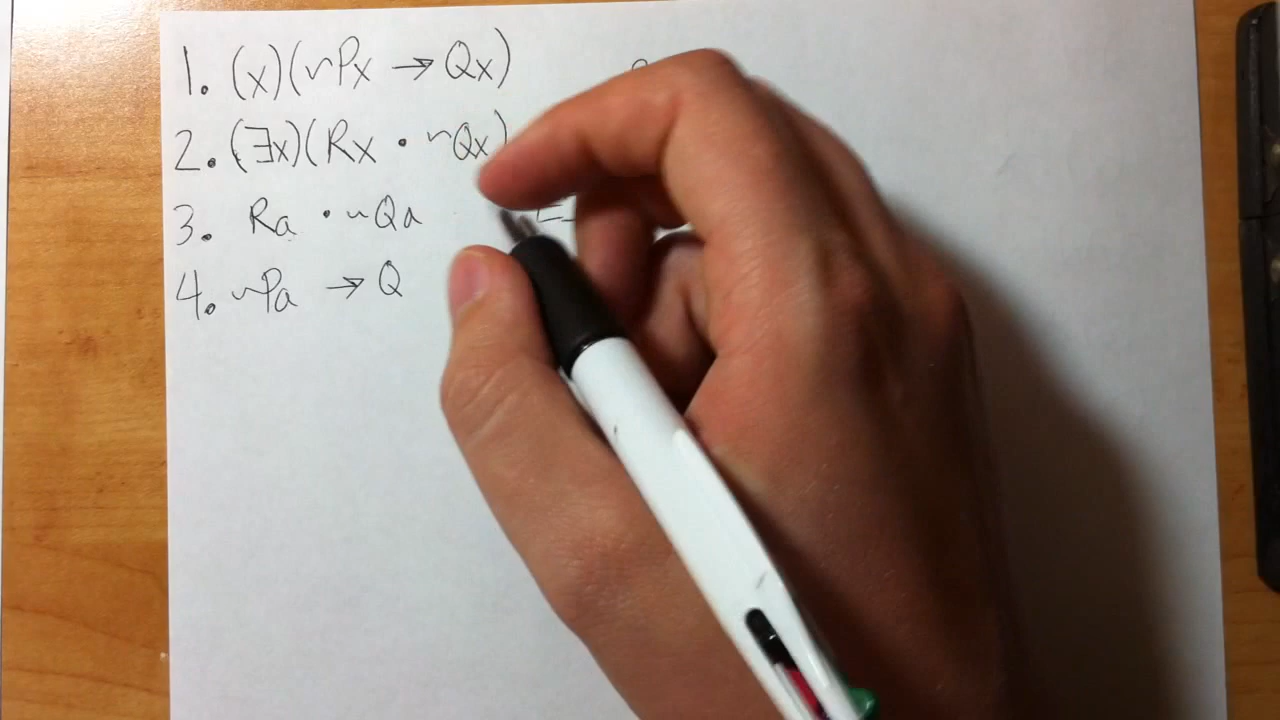 1. (x)(~Px → Qx)
2. (∃x)(Rx · ~Qx)
3. Ra · ~Qa
4. ~Pa → Q